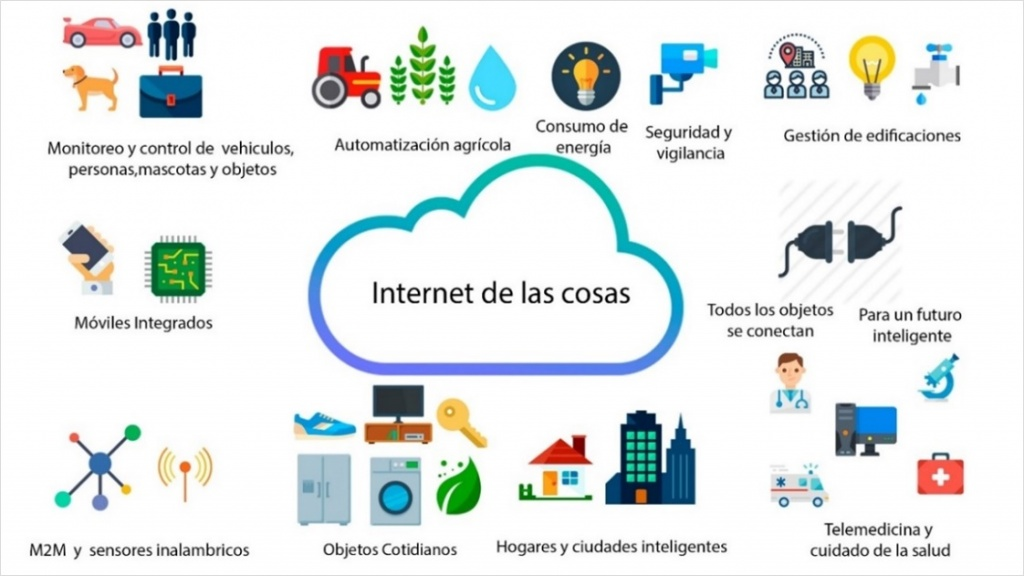 Monitoreo y control de vehiculos,
personas,mascotas y objetos
Automatización agrícola
Consumo de
energía
Seguridad y
vigilancia
Gestión de edificaciones
Internet de las cosas
Móviles Integrados
Todos los objetos
se conectan
Para un futuro
inteligente
M2M y sensores inalambricos
Objetos Cotidianos
Hogares y ciudades inteligentes
Telemedicina y
cuidado de la salud